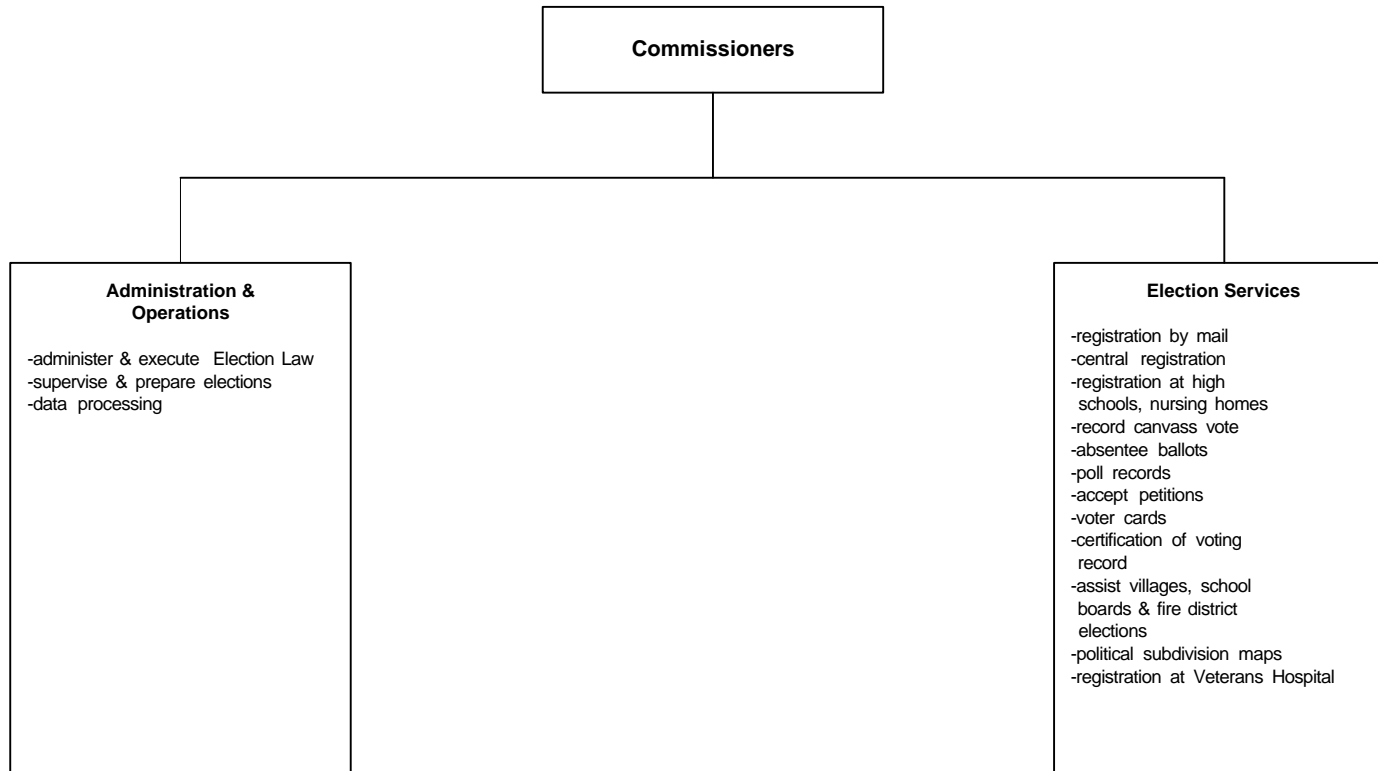 Commissioners
Administration &
Operations
-administer & execute Election Law
-supervise & prepare elections
-data processing
Election Services
-registration by mail
-central registration
-registration at high
schools, nursing homes
-record canvass vote
-absentee ballots
-poll records
-accept petitions
-voter cards
-certification of voting
record
-assist villages, school
boards & fire district
elections
-political subdivision maps
-registration at Veterans Hospital